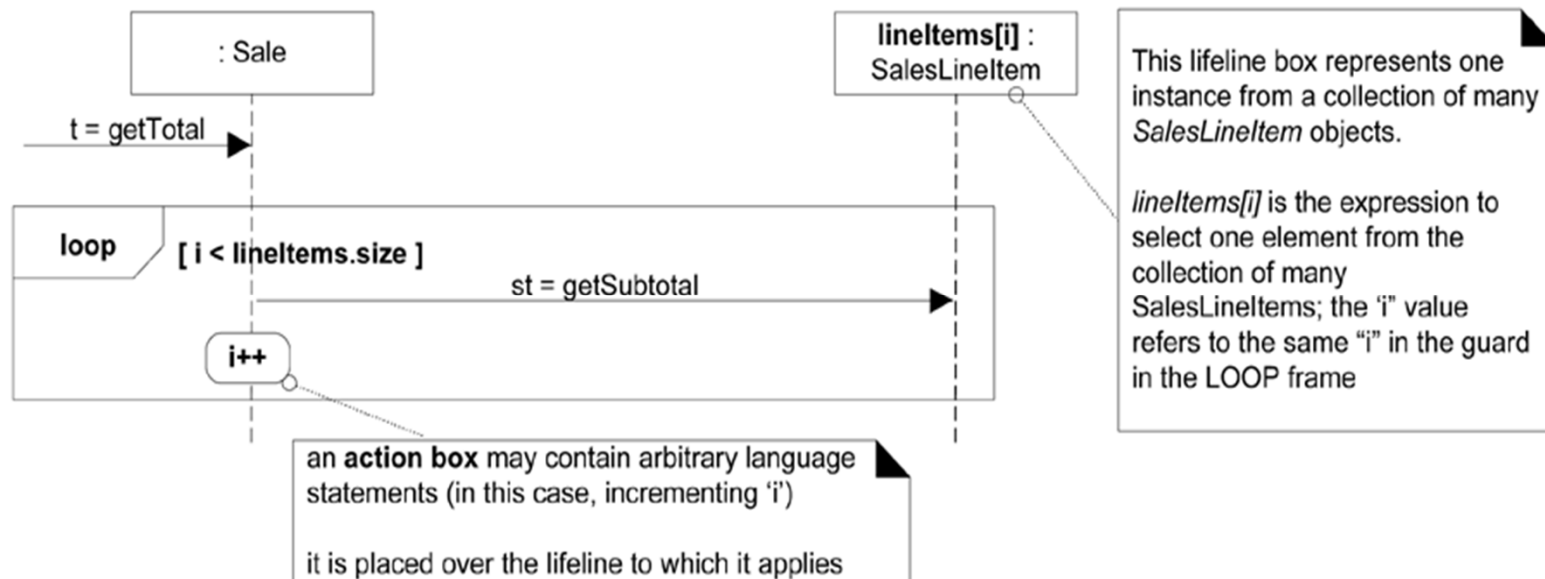 : Sale
lineItems[i] :
SalesLineItem
t = getTotal
loop
[ i < lineItems.size ]
st = getSubtotal
i++
an action box may contain arbitrary language
statements (in this case, incrementing ‘i’)
it is placed over the lifeline to which it applies
This lifeline box represents one
instance from a collection of many
SalesLineItem objects.
lineItems[i] is the expression to
select one element from the
collection of many
SalesLineItems; the ‘i” value
refers to the same “i” in the guard
in the LOOP frame